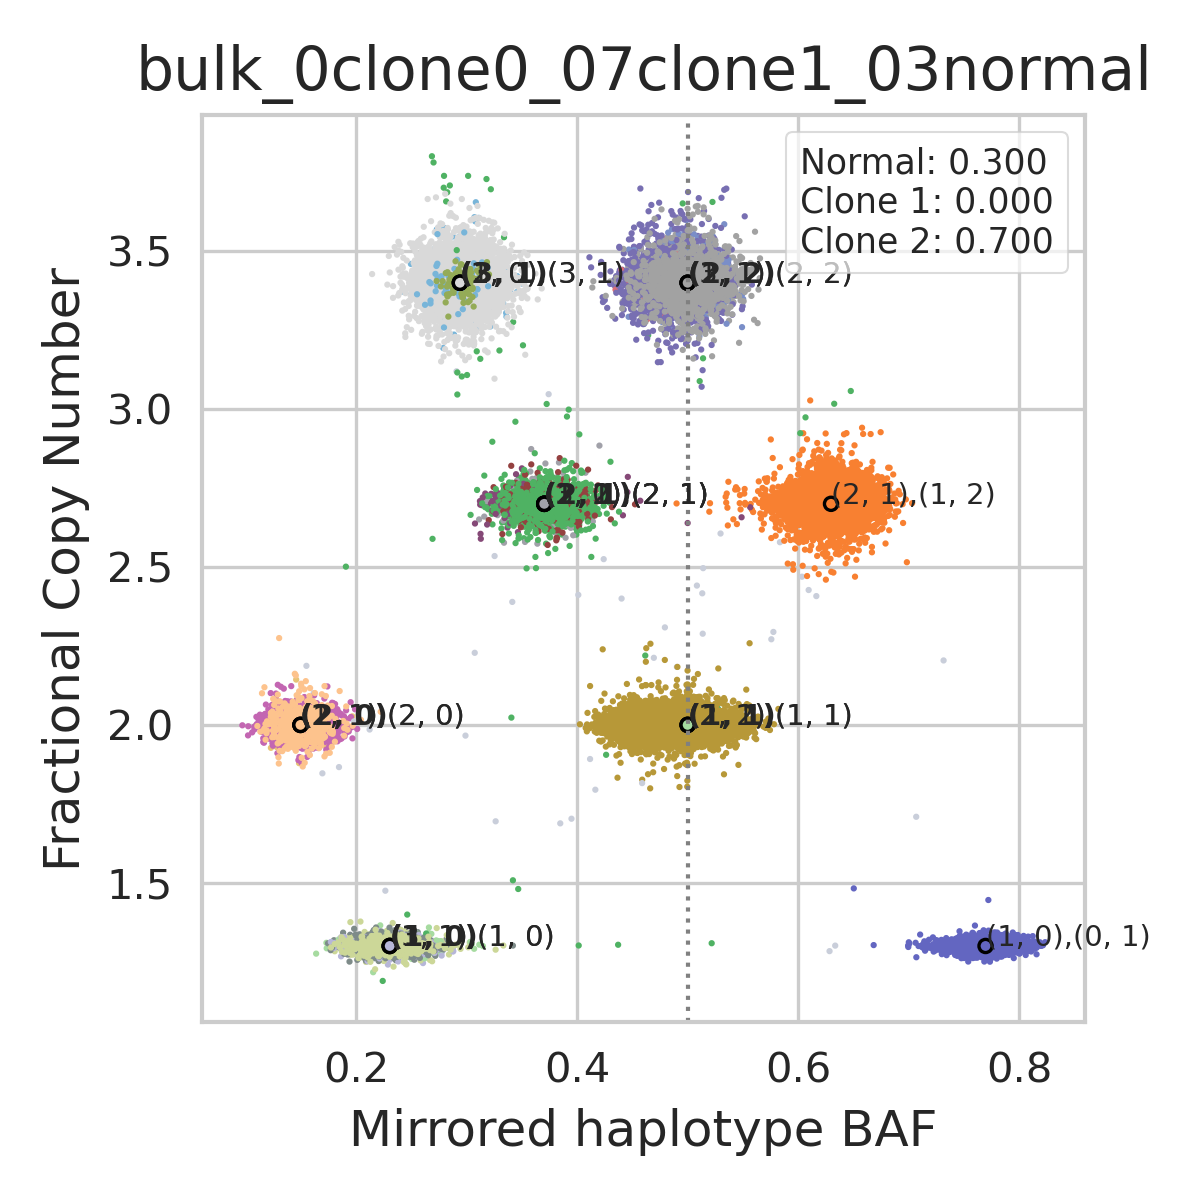 bulk_0clone0_07clone1_03normal
Normal: 0.300
Clone 1: 0.000
Clone 2: 0.700
3.5
(3, 1)
(2, 2)
3.0
(2, 1)
(2, 1),(1, 2)
2.5
2.0
(2, 0)
(1, 1)
1.5
(1, 0)
(1, 0),(0, 1)
0.2
0.4
0.6
0.8
Mirrored haplotype BAF
Fractional Copy Number